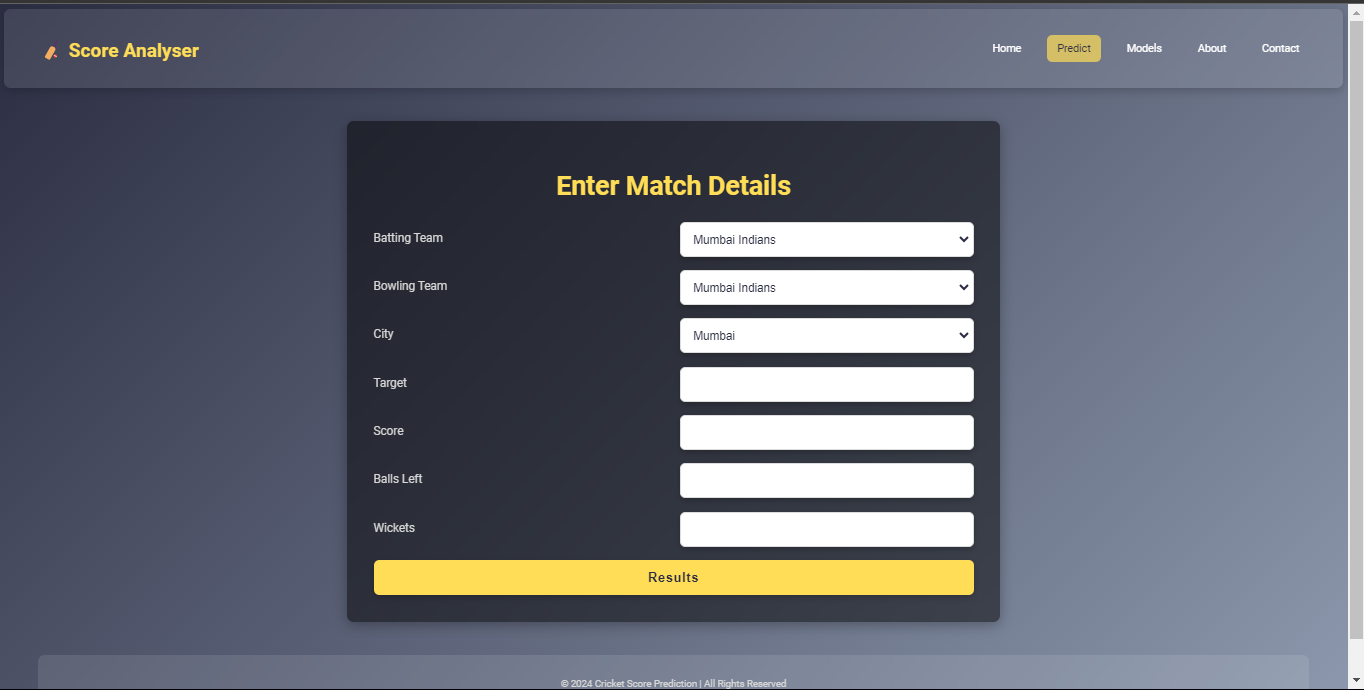 Score Analyser
Home Predict Models About Contact
Enter Match Details
Batting Team Mumbai Indians
Bowling Team Mumbai Indians
City Mumbai
Target
Score
Balls Left
Wickets
Results
© 2024 Cricket Score Prediction | All Rights Reserved